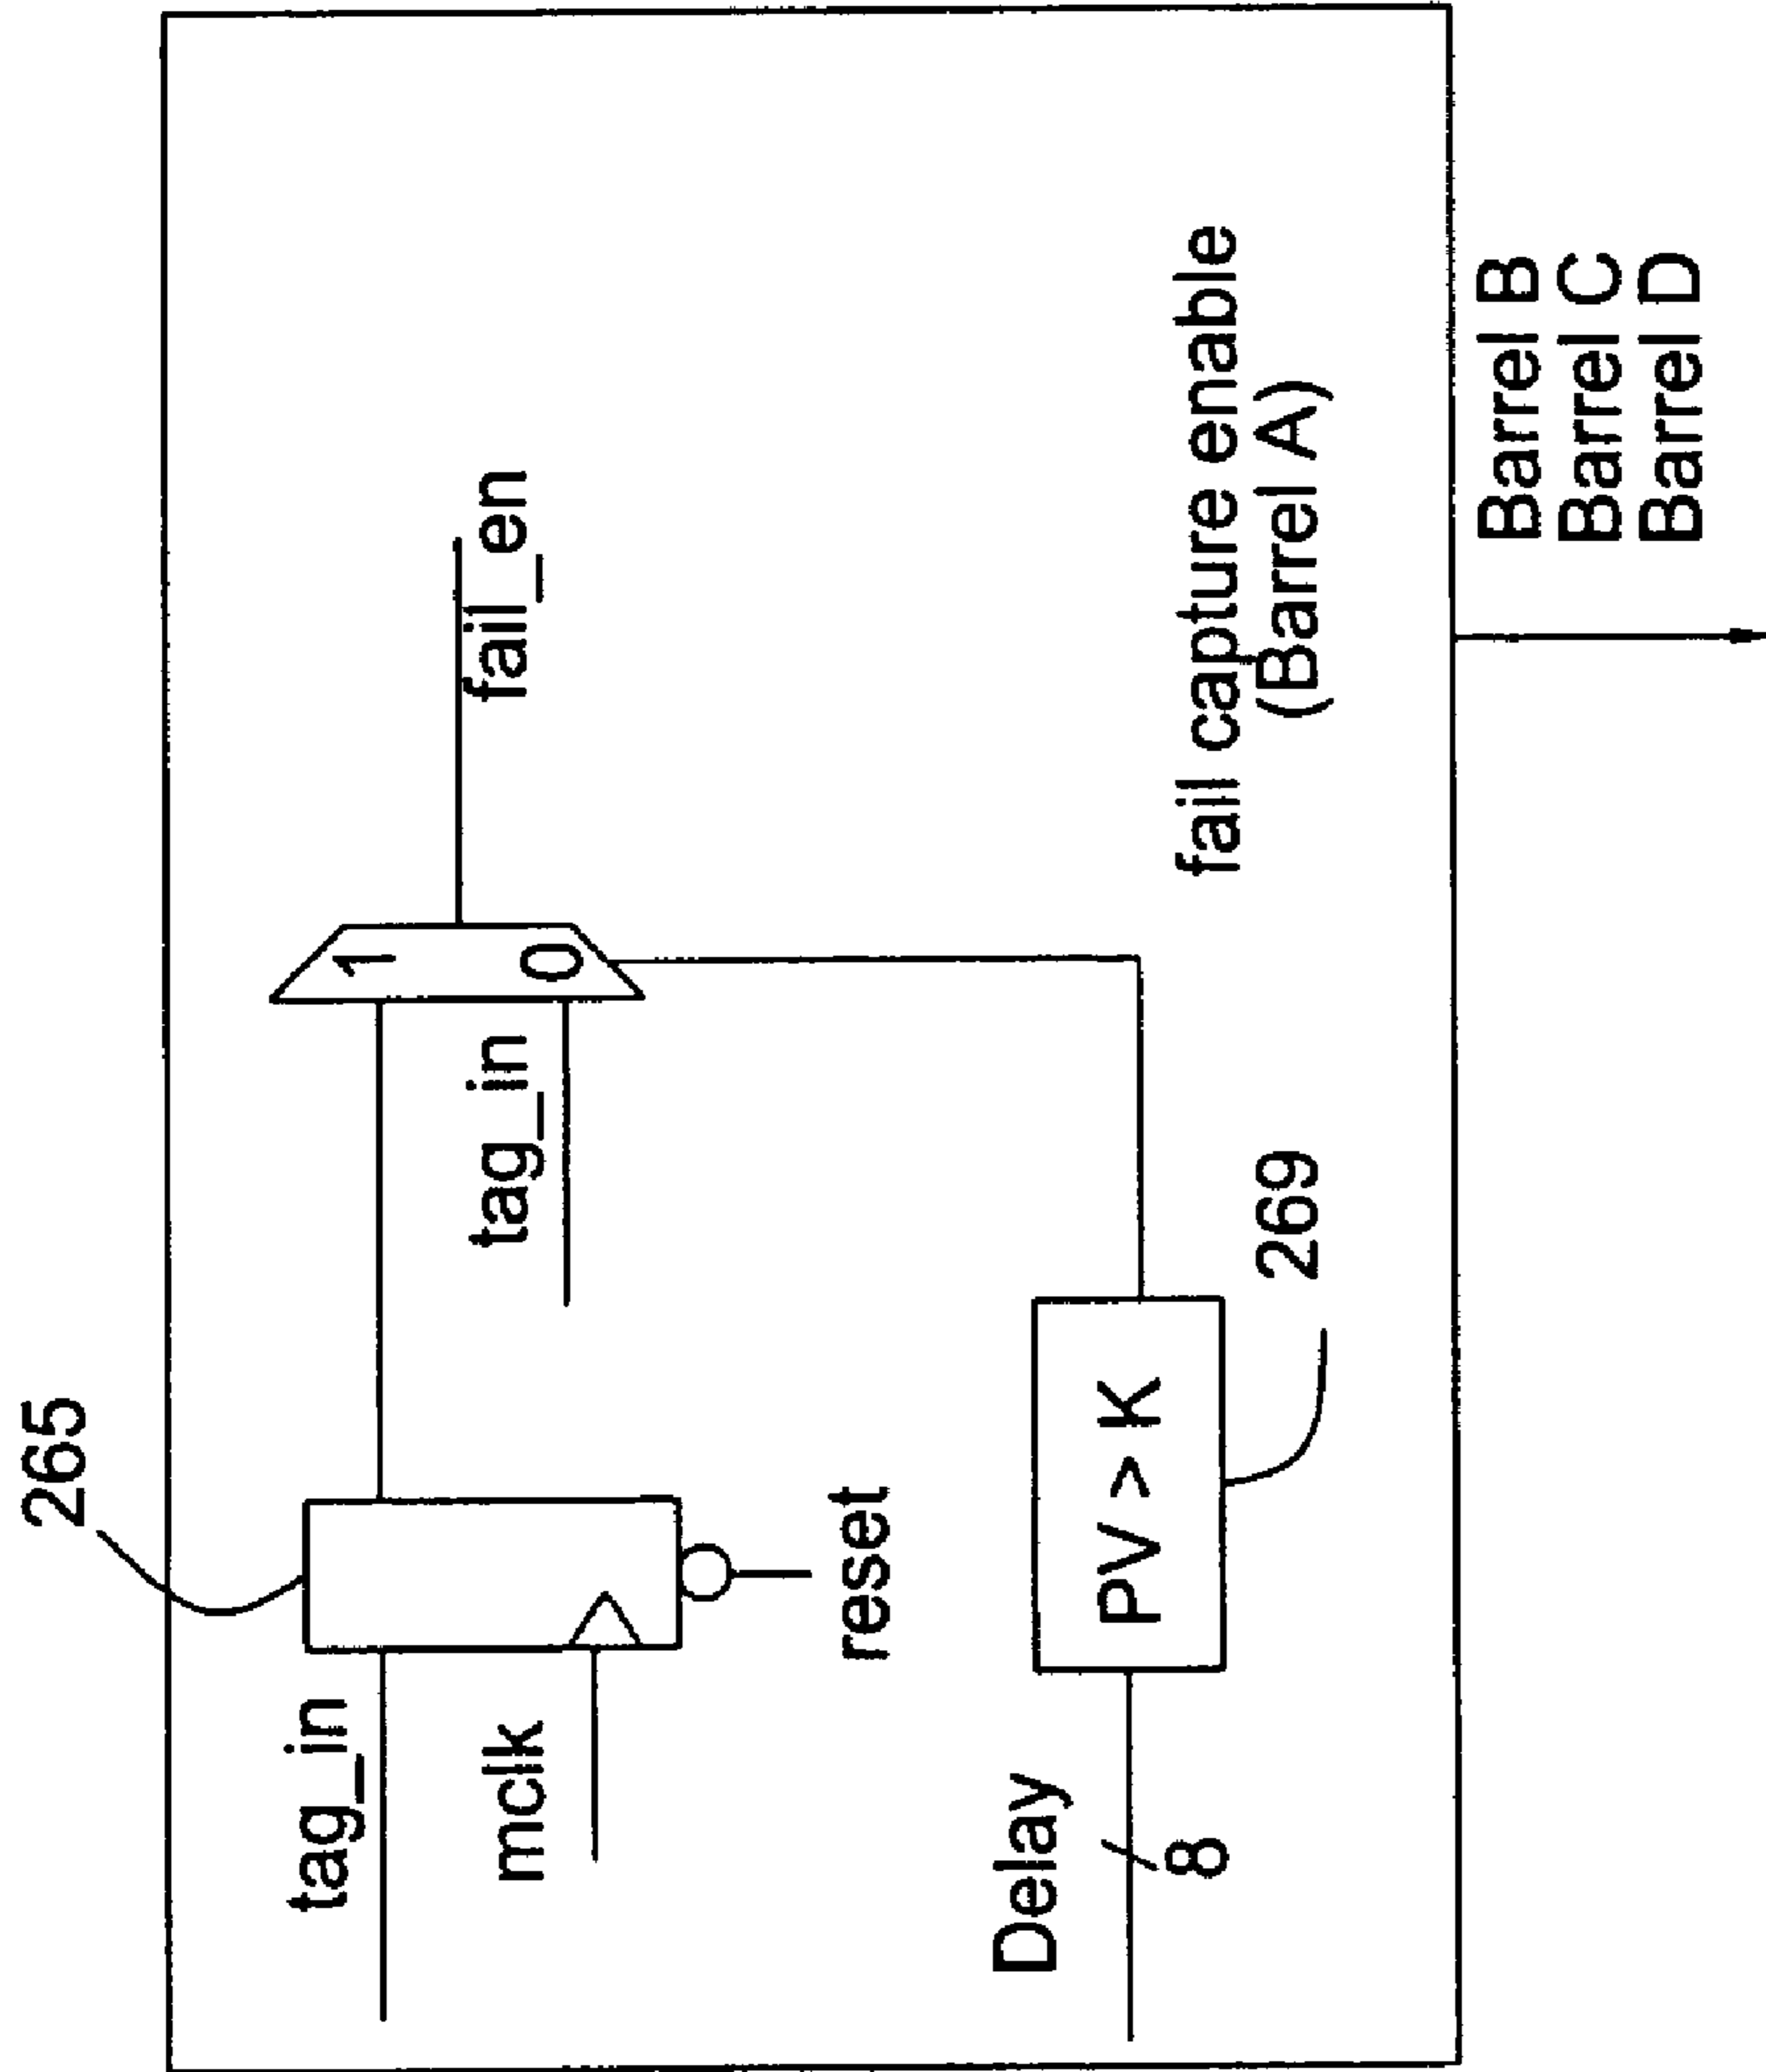 265
tag_in
mclk
reset
tag_in
1
0
fail_en
Delay
8
PV > K
269
fail capture enable
(Barrel A)
Barrel B
Barrel C
Barrel D